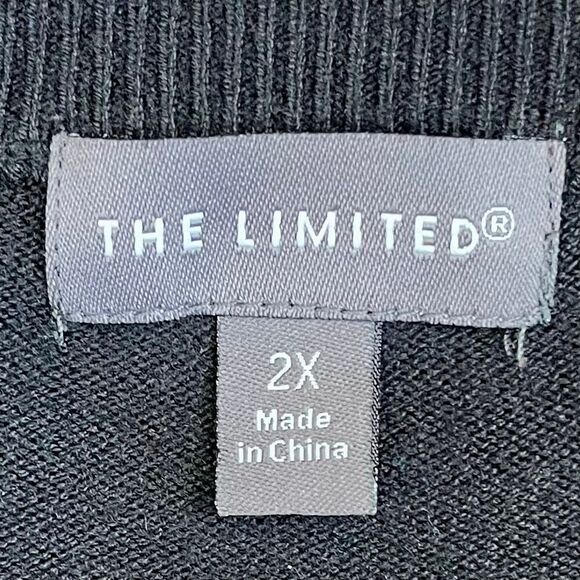 THE LIMITED®
2X
Made
in China